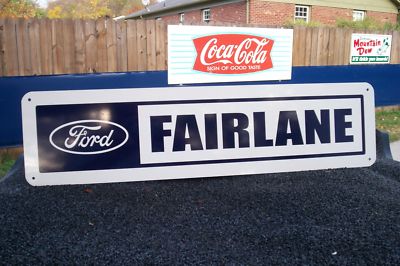 Coca-Cola
SIGN OF GOOD TASTE
Mountain
Dew
Ford
FAIRLANE